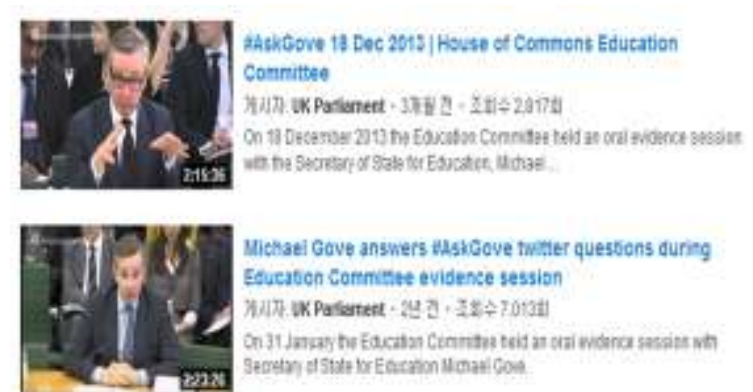 #AskGove 18 Dec 2013 | House of Commons Education
Committee
게시자: UK Parliament • 3개월 전 • 조회수 2,817회
On 18 December 2013 the Education Committee held an oral evidence session
with the Secretary of State for Education, Michael ...
2:15:36
Michael Gove answers #AskGove twitter questions during
Education Committee evidence session
게시자: UK Parliament • 2년 전 • 조회수 7,013회
On 31 January the Education Committee held an oral evidence session with
Secretary of State for Education Michael Gove.
2:23:26